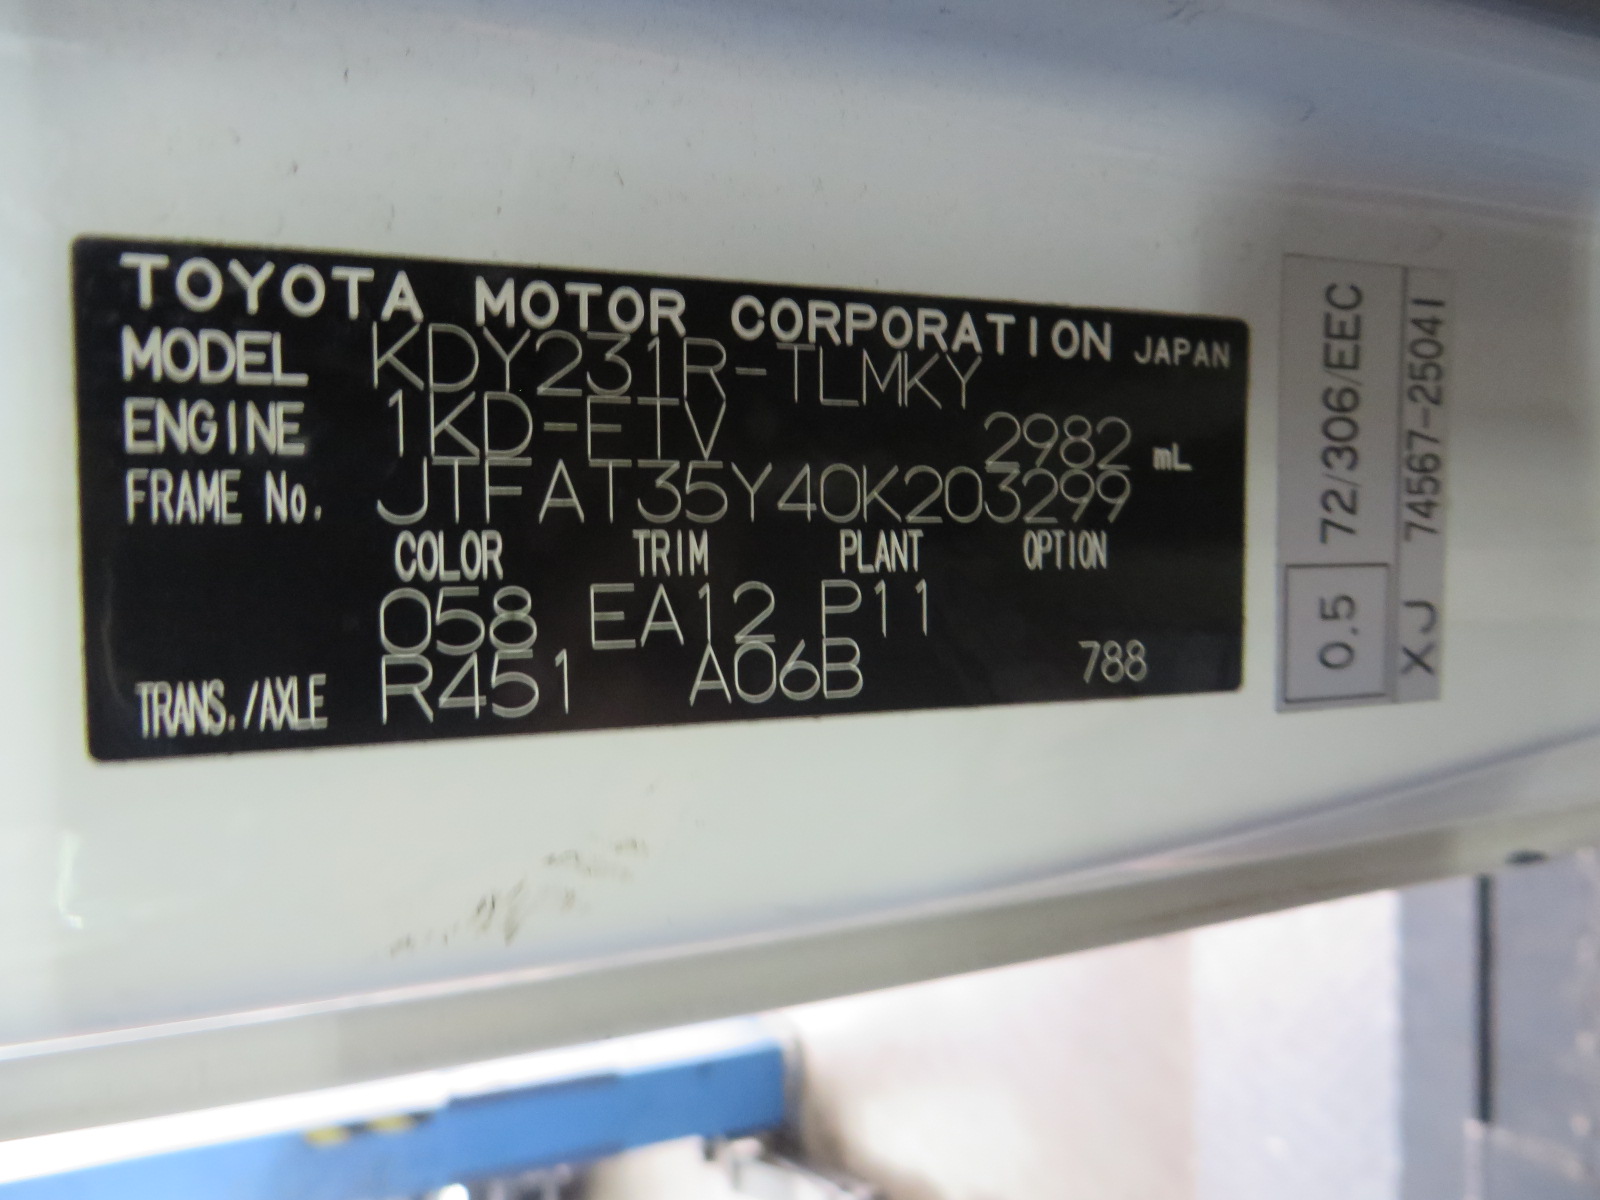 TOYOTA MOTOR CORPORATION JAPAN
MODEL KDY231R-TLMKY
ENGINE 1KD-FTV 2982 mL
FRAME No. JTFAT35Y40K203299
COLOR TRIM PLANT OPTION
058 EA12 P11
TRANS./AXLE R451 A06B 788
0.5 72/306/EEC
XJ 74567-25041